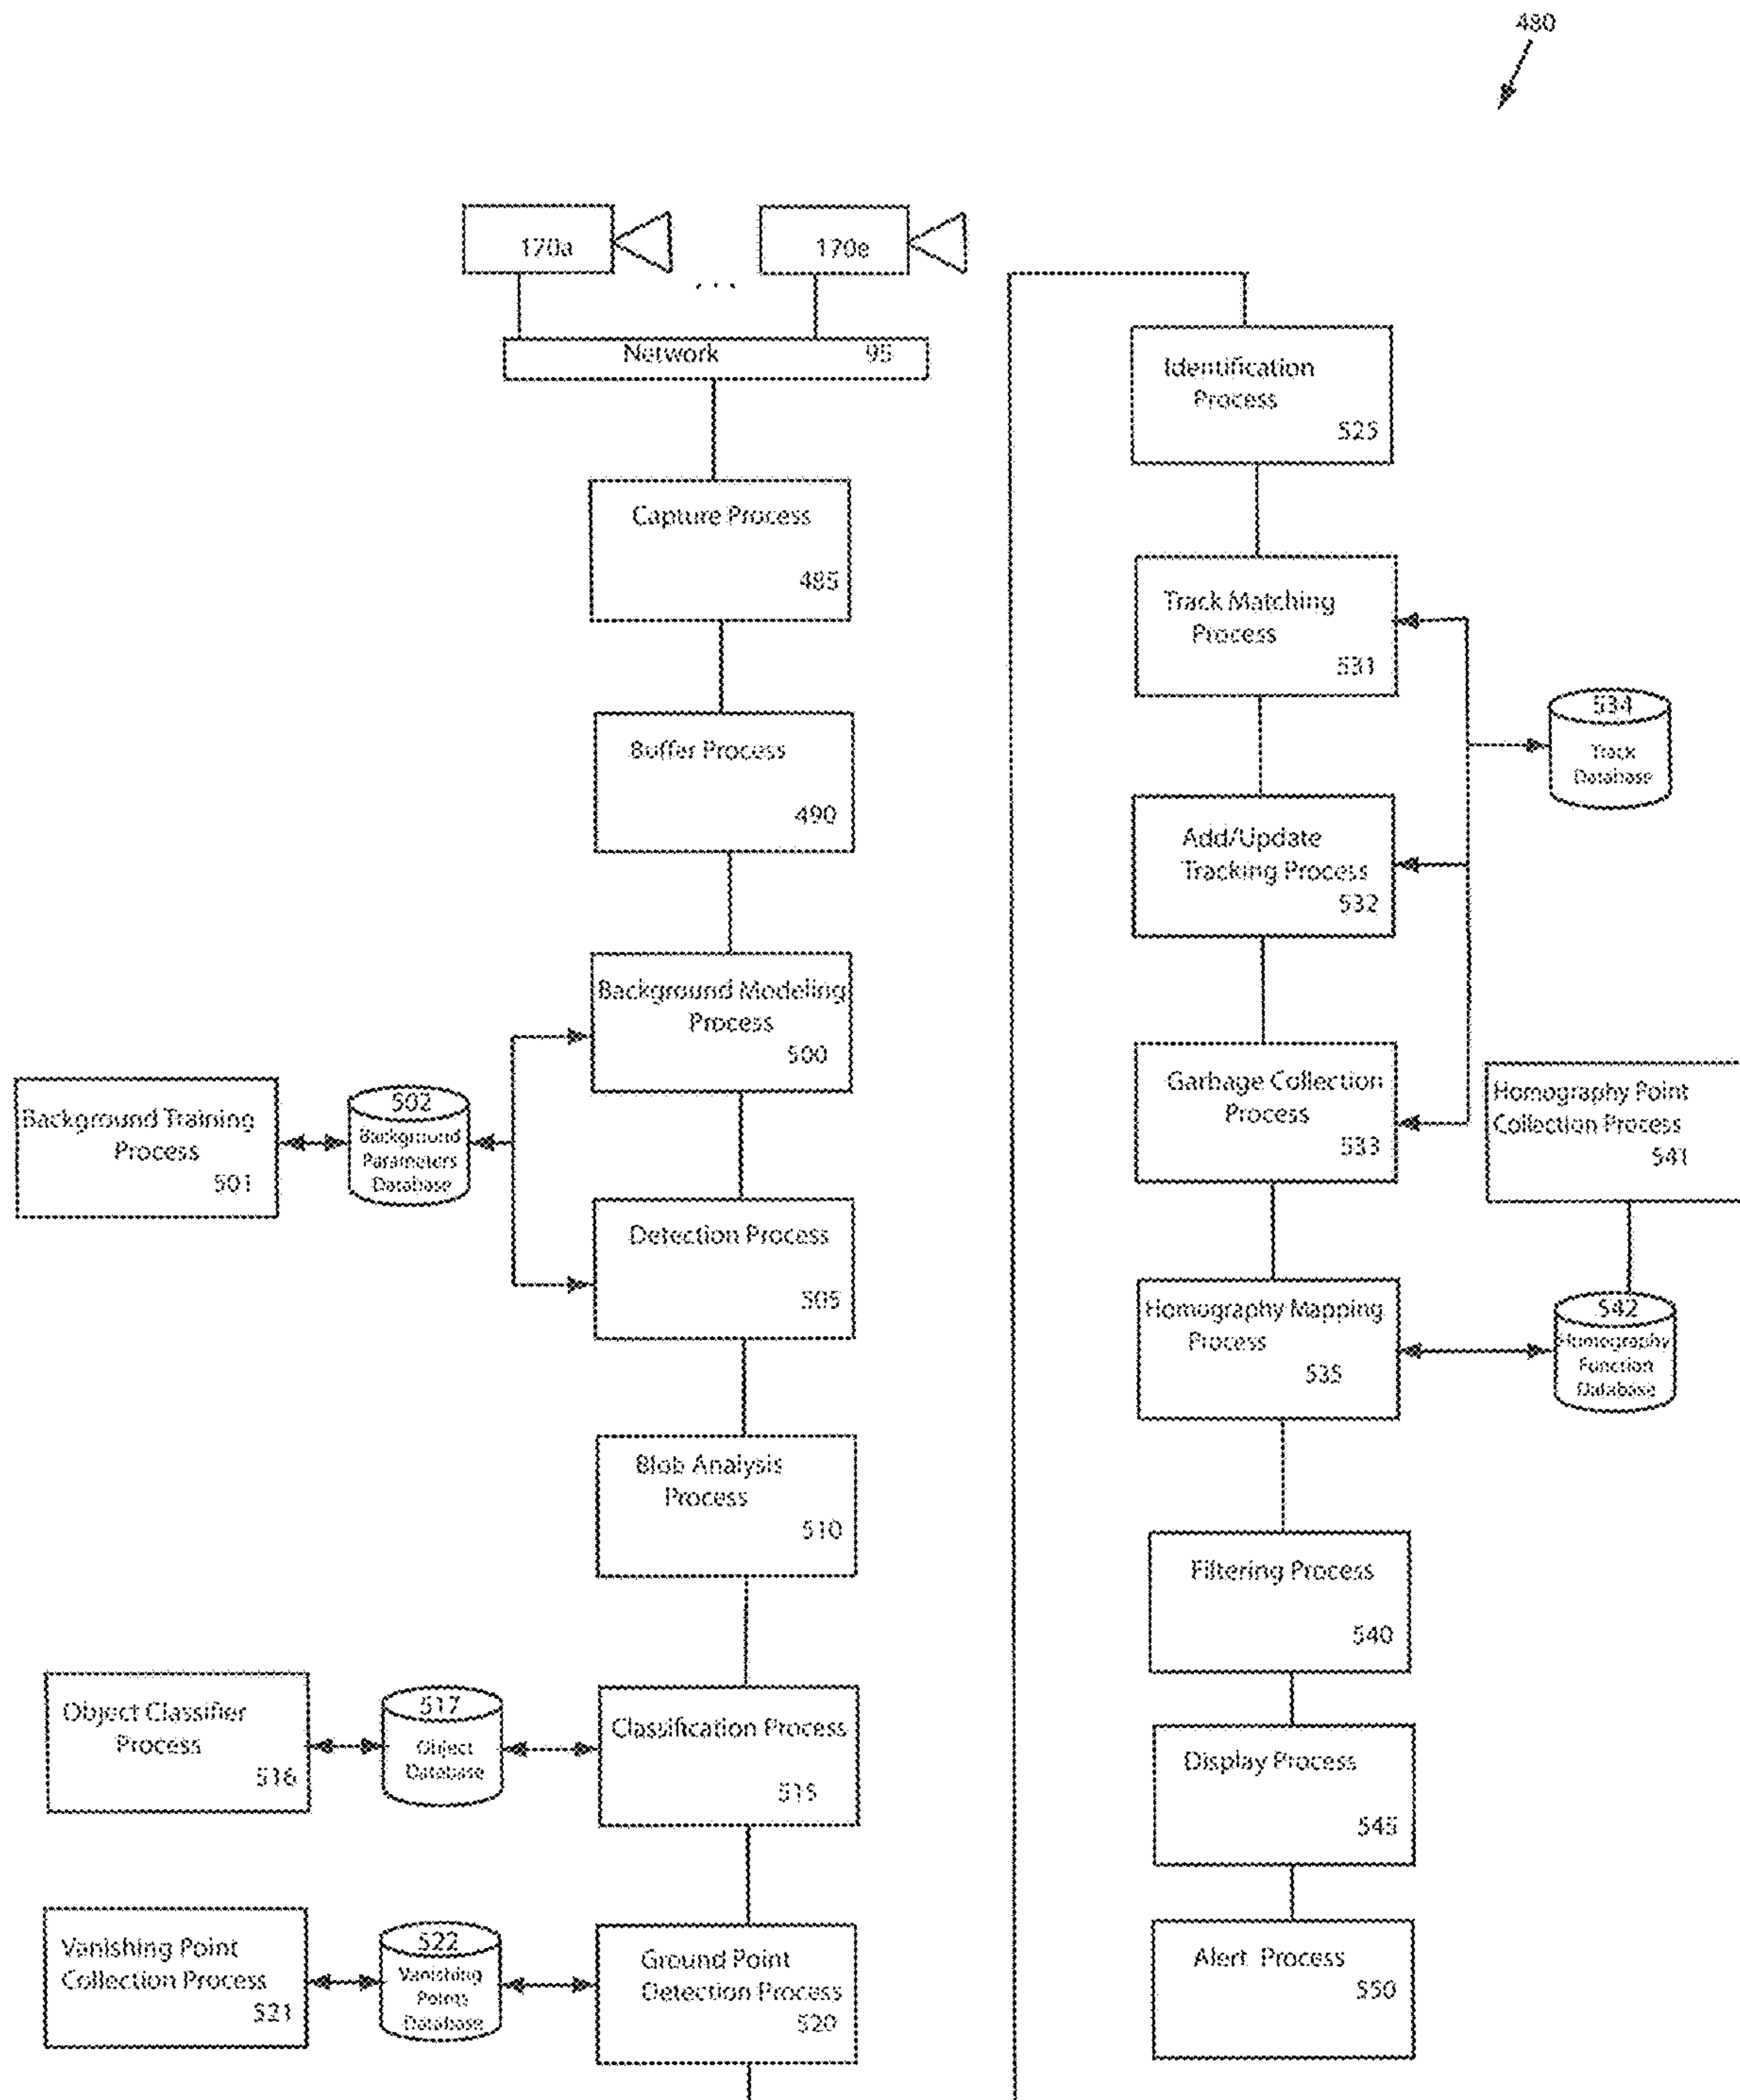 480
170a
170e
...
Network 95
Capture Process
485
Buffer Process
490
Background Modeling
Process
500
Background Training
Process
501
502
Background
Parameters
Database
Detection Process
505
Blob Analysis
Process
510
Object Classifier
Process
516
517
Object
Database
Classification Process
515
Vanishing Point
Collection Process
521
522
Vanishing
Points
Database
Ground Point
Detection Process
520
Identification
Process
525
Track Matching
Process
531
534
Track
Database
Add/Update
Tracking Process
532
Garbage Collection
Process
533
Homography Point
Collection Process
541
Homography Mapping
Process
535
542
Homography
Function
Database
Filtering Process
540
Display Process
545
Alert Process
550